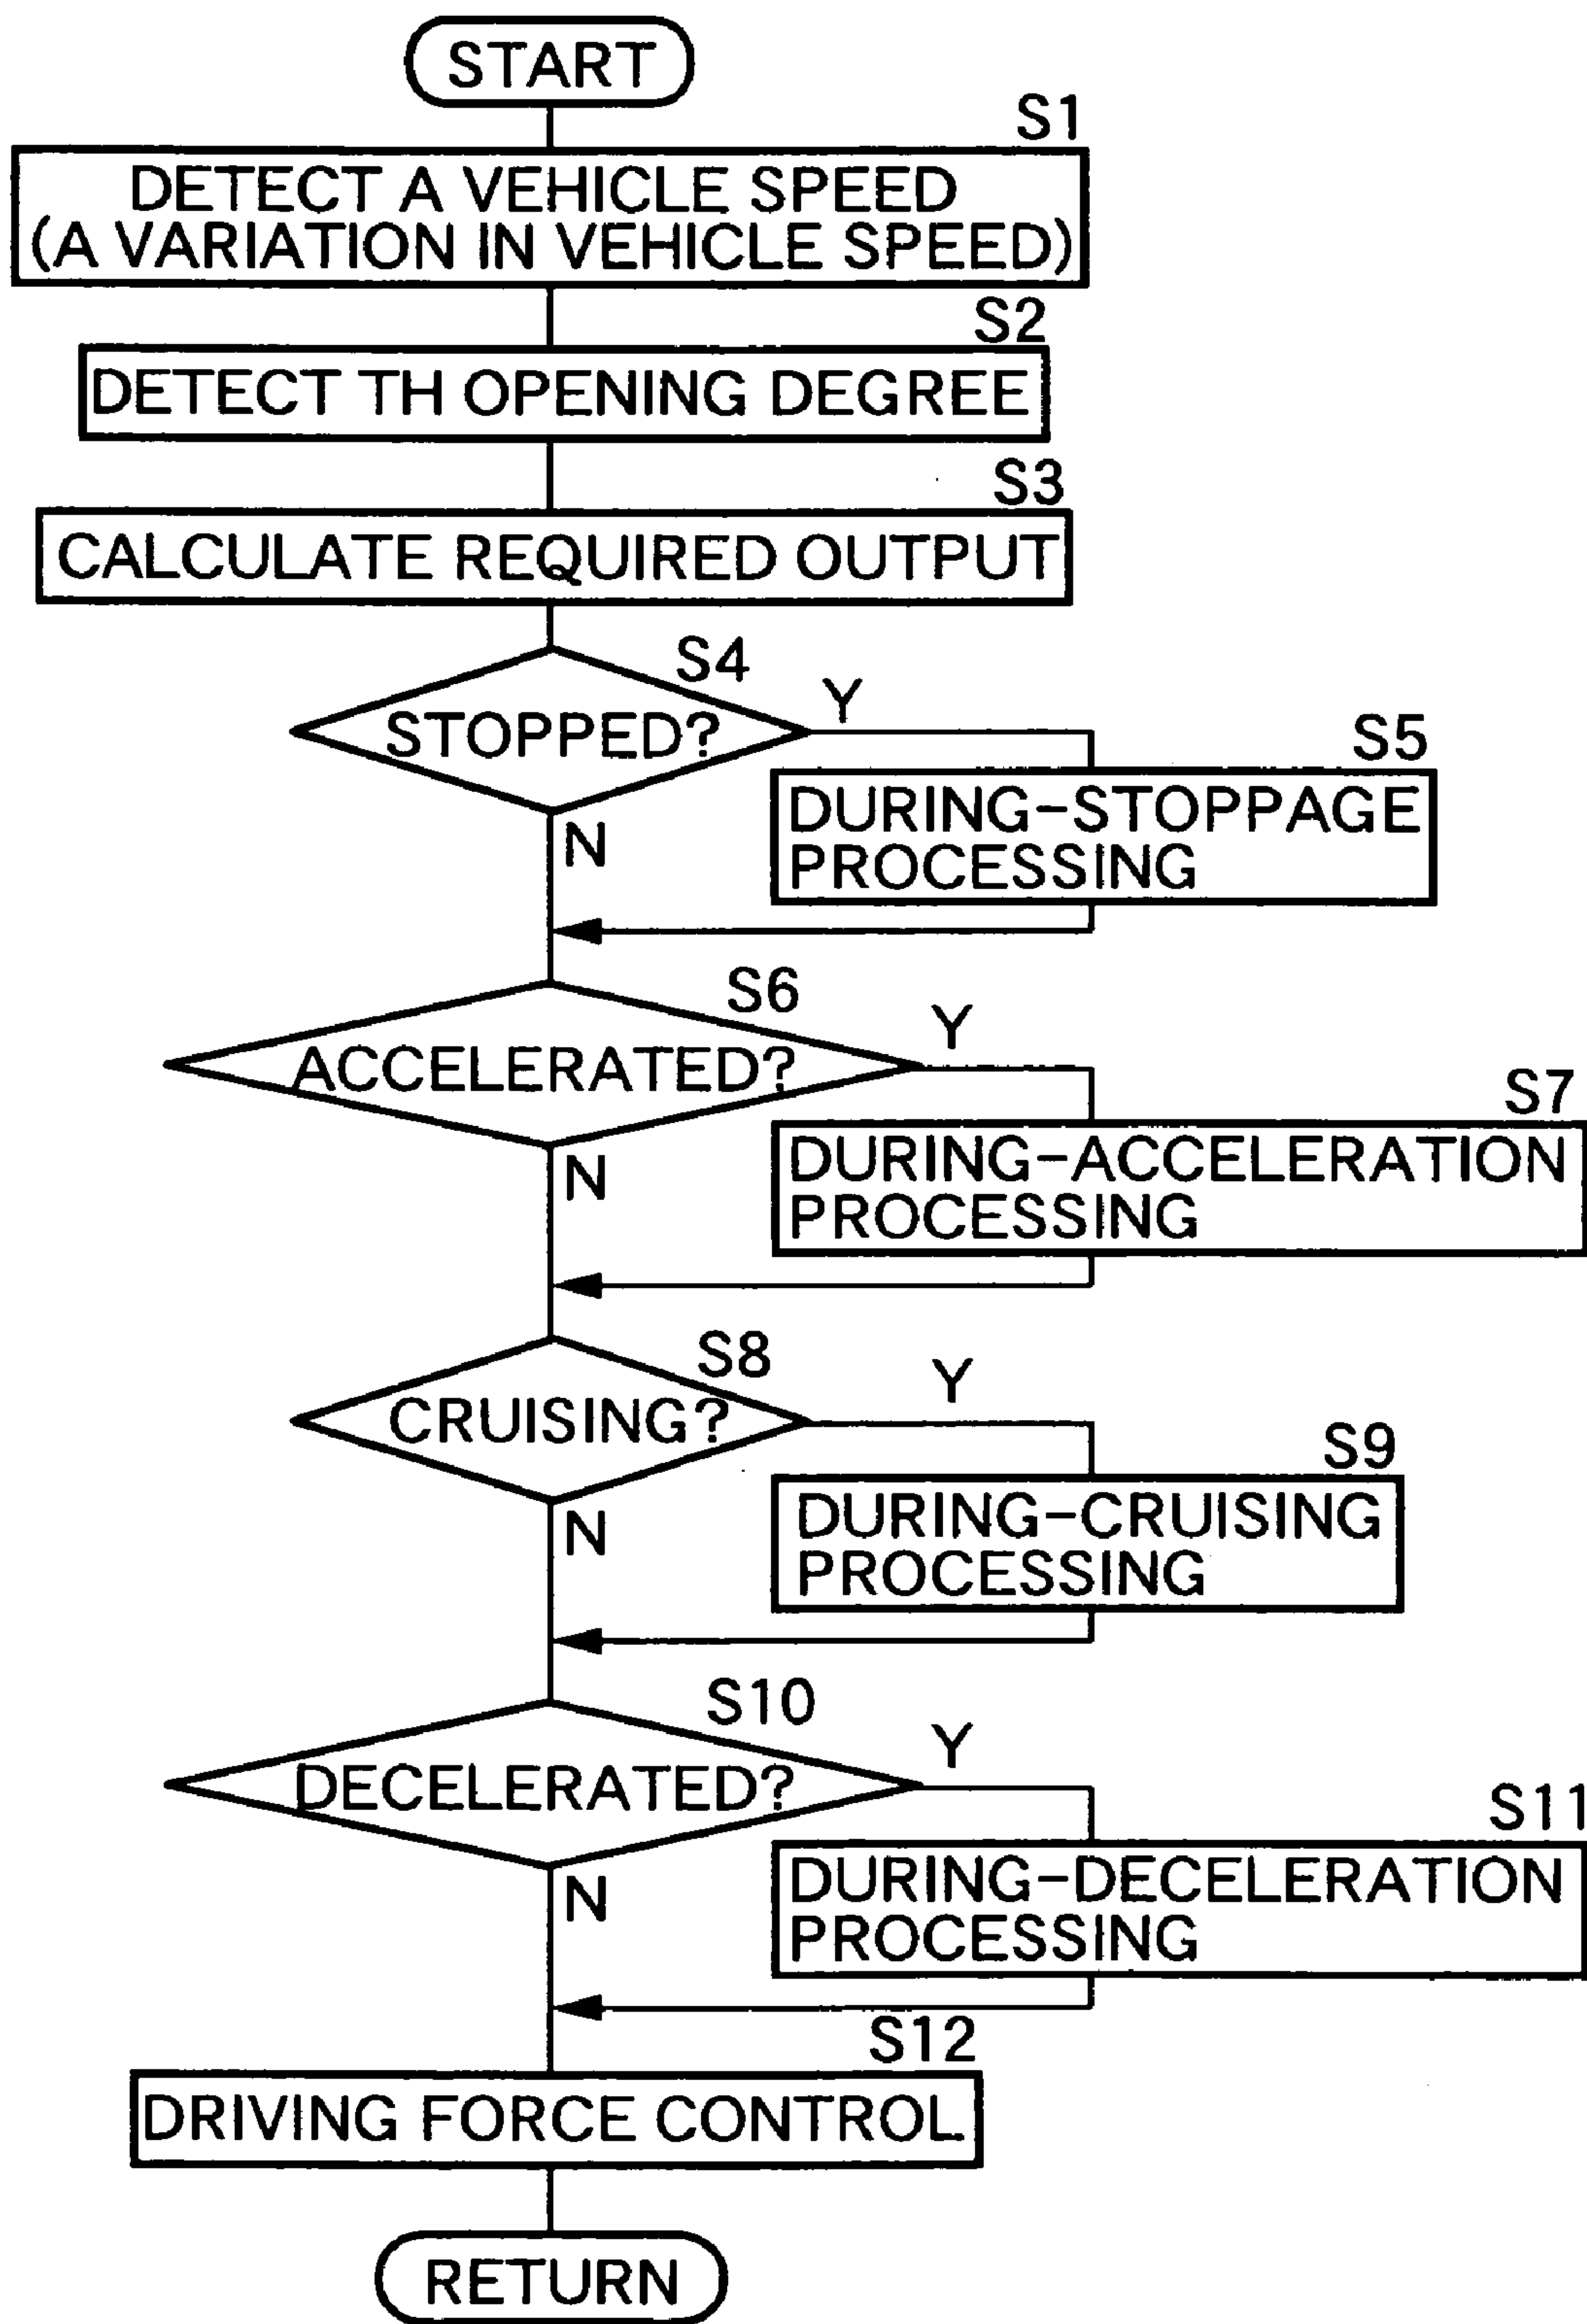 START
S1
DETECT A VEHICLE SPEED
(A VARIATION IN VEHICLE SPEED)
S2
DETECT TH OPENING DEGREE
S3
CALCULATE REQUIRED OUTPUT
S4
STOPPED?
Y
N
S5
DURING-STOPPAGE
PROCESSING
S6
ACCELERATED?
Y
N
S7
DURING-ACCELERATION
PROCESSING
S8
CRUISING?
Y
N
S9
DURING-CRUISING
PROCESSING
S10
DECELERATED?
Y
N
S11
DURING-DECELERATION
PROCESSING
S12
DRIVING FORCE CONTROL
RETURN